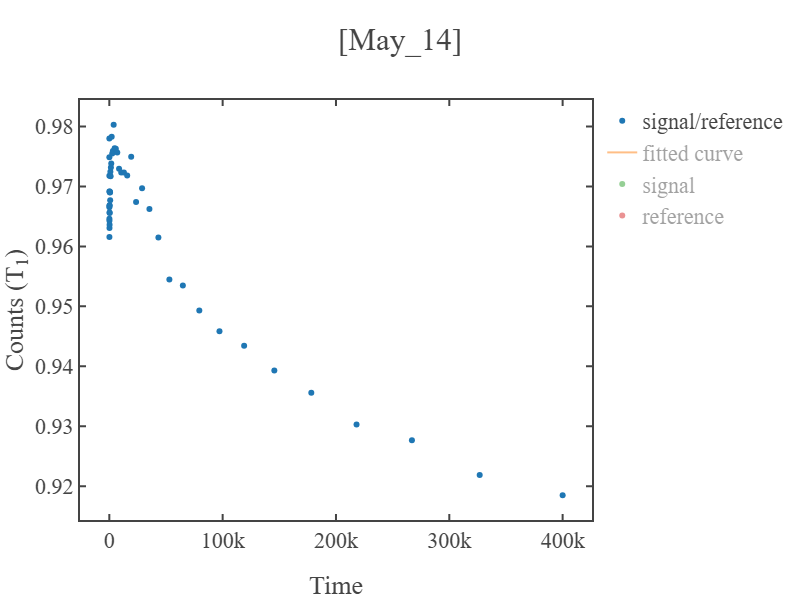 [May_14]
signal/reference
fitted curve
signal
reference
0.98
0.97
0.96
0.95
0.94
0.93
0.92
Counts (T1)
0
100k
200k
300k
400k
Time